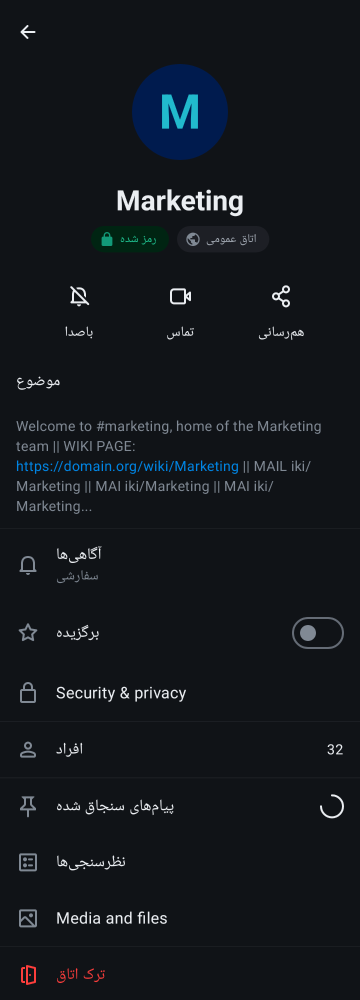 M
Marketing
رمز شده
اتاق عمومی
باصدا
تماس
هم‌رسانی
موضوع
Welcome to #marketing, home of the Marketing
team || WIKI PAGE:
https://domain.org/wiki/Marketing || MAIL iki/
Marketing || MAI iki/Marketing || MAI iki/
Marketing...
آگاهی‌ها
سفارشی
برگزیده
Security & privacy
افراد
32
پیام‌های سنجاق شده
نظرسنجی‌ها
Media and files
ترک اتاق